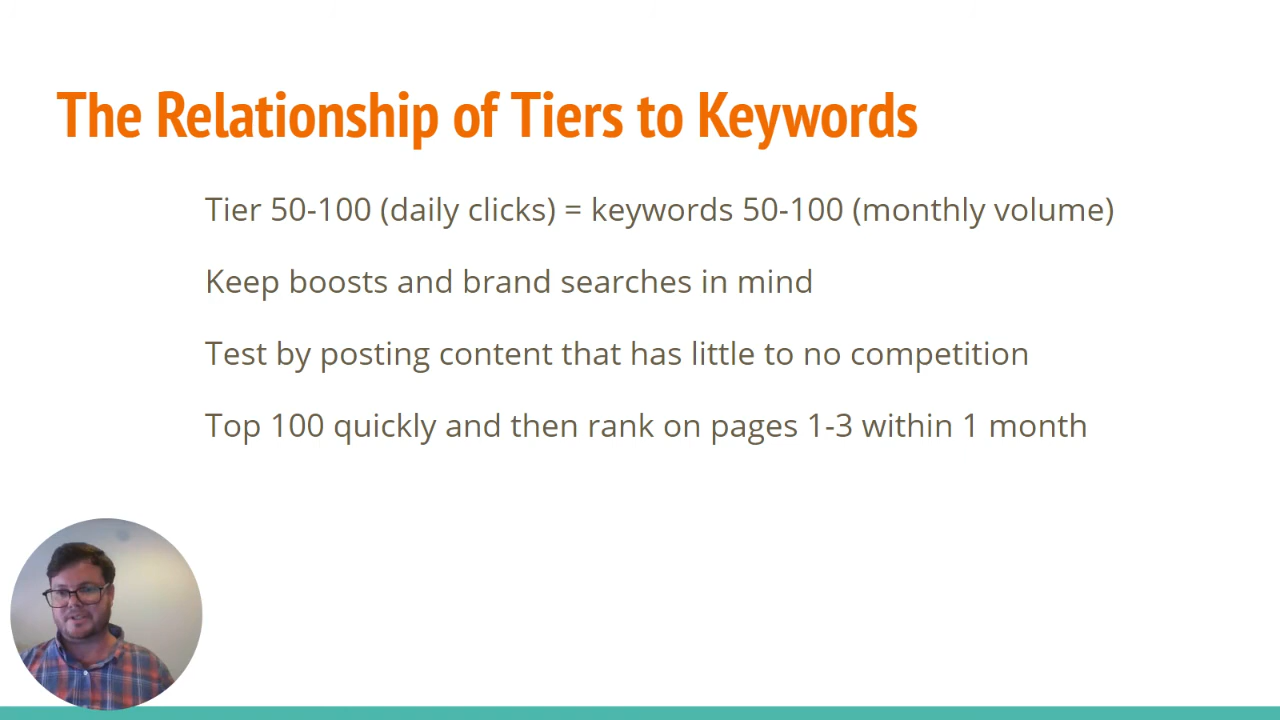 The Relationship of Tiers to Keywords
Tier 50-100 (daily clicks) = keywords 50-100 (monthly volume)
Keep boosts and brand searches in mind
Test by posting content that has little to no competition
Top 100 quickly and then rank on pages 1-3 within 1 month